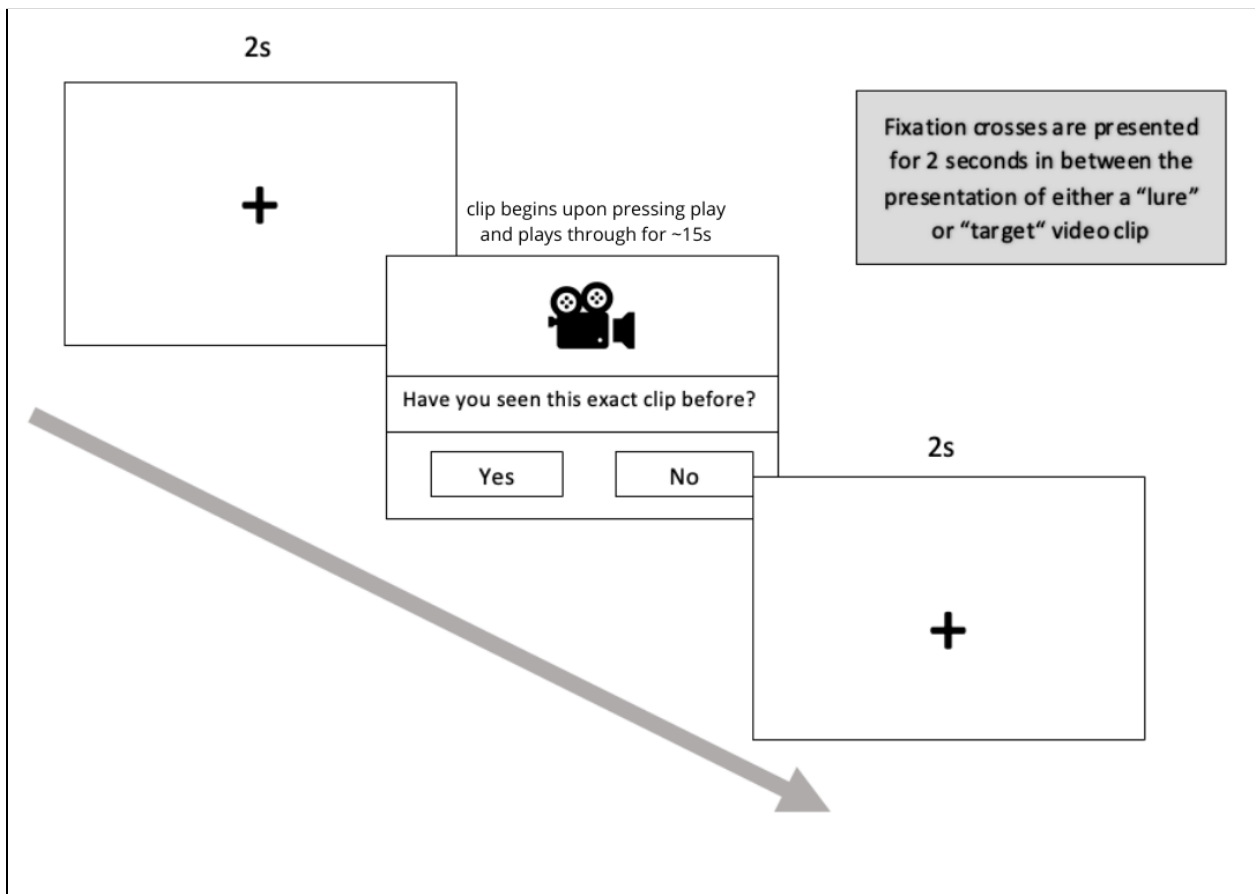 2s
clip begins upon pressing play
and plays through for ~15s
Have you seen this exact clip before?
Yes
No
2s
Fixation crosses are presented
for 2 seconds in between the
presentation of either a “lure”
or “target“ video clip